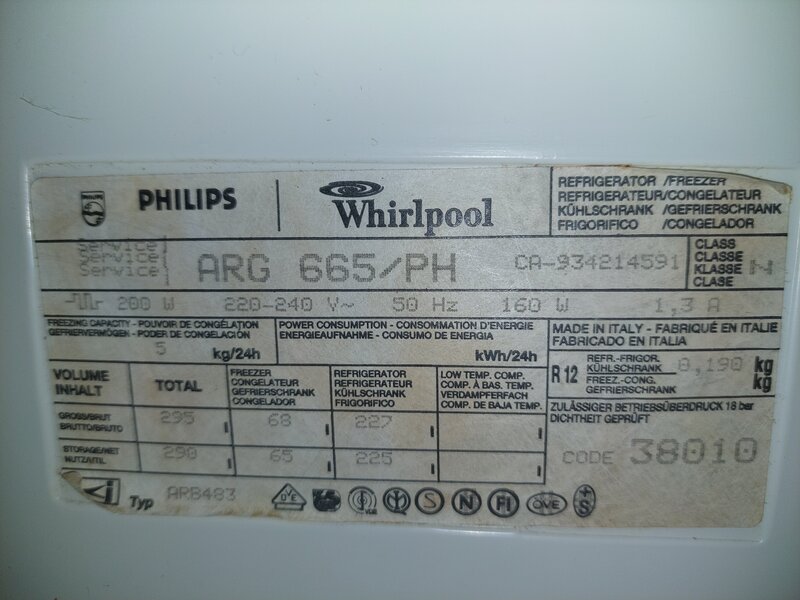 PHILIPS Whirlpool
REFRIGERATOR /FREEZER
REFRIGERATEUR/CONGELATEUR
KÜHLSCHRANK /GEFRIERSCHRANK
FRIGORIFICO /CONGELADOR
Service
Service
Service
ARG 665/PH CA-934214591
CLASS
CLASSE
KLASSE N
CLASE
200 W 220-240 V~ 50 Hz 160 W 1,3 A
FREEZING CAPACITY - POUVOIR DE CONGÉLATION
GEFRIERVERMÖGEN - PODER DE CONGELACIÓN
5 kg/24h
POWER CONSUMPTION - CONSOMMATION D'ENERGIE
ENERGIEAUFNAHME - CONSUMO DE ENERGIA
kWh/24h
MADE IN ITALY - FABRIQUÉ EN ITALIE
FABRICADO EN ITALIA
R 12
REFR.-FRIGOR.
KÜHLSCHRANK
0,190 kg
FREEZ.-CONG.
GEFRIERSCHRANK
kg
ZULÄSSIGER BETRIEBSÜBERDRUCK 18 bar
DICHTHEIT GEPRÜFT
CODE 38010
VOLUME
INHALT
TOTAL
FREEZER
CONGELATEUR
GEFRIERSCHRANK
CONGELADOR
REFRIGERATOR
REFRIGERATEUR
KÜHLSCHRANK
FRIGORIFICO
LOW TEMP. COMP.
COMP. À BAS. TEMP.
VERDAMPFERFACH
COMP. DE BAJA TEMP.
GROSS/BRUT
BRUTTO/BRUTO
295 l 68 l 227 l l
STORAGE/NET
NUTZ/UTIL
290 l 65 l 225 l l
Typ ARB483
VDE S N FI OVE +S